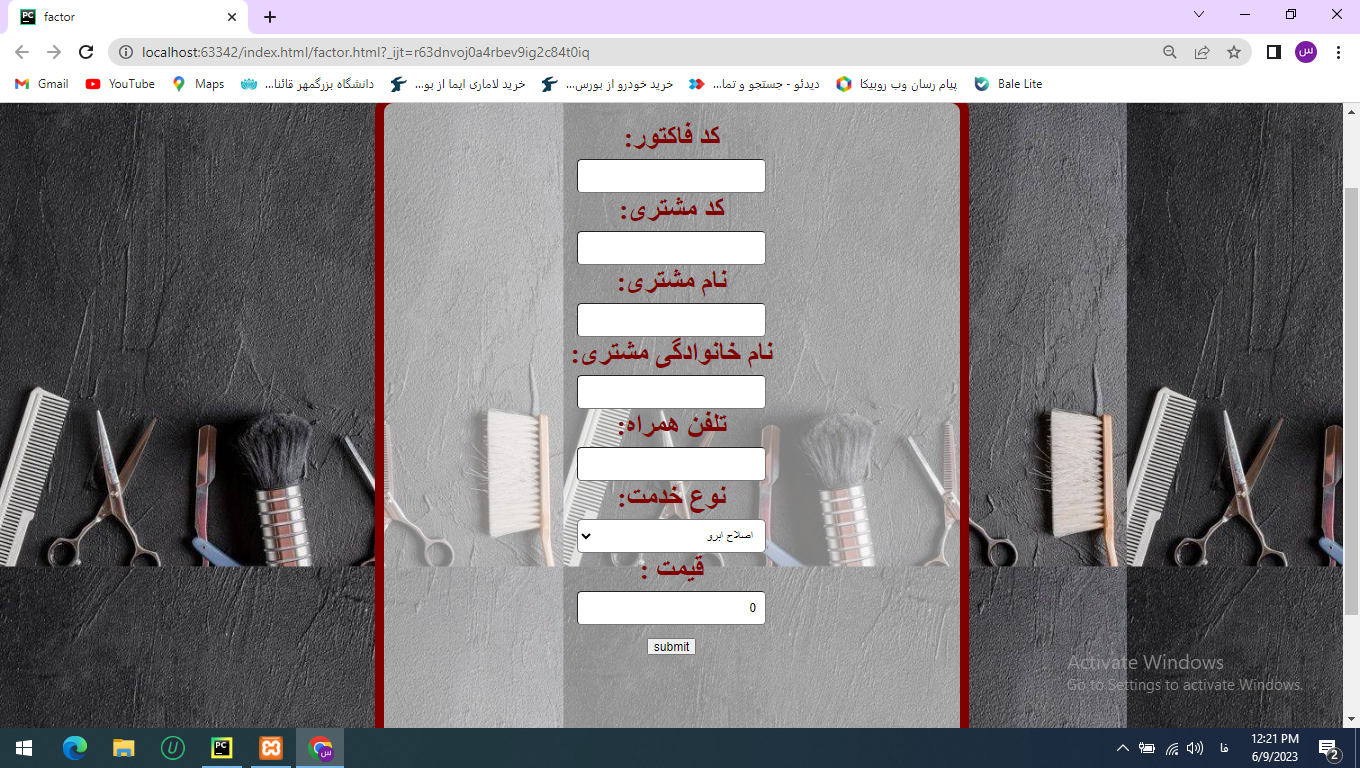 factor
localhost:63342/index.html/factor.html?_ijt=r63dnvoj0a4rbev9ig2c84t0iq
س
Gmail
YouTube
Maps
دانشگاه بزرگمهر قائنا...
خرید لاماری ایما از بو...
خرید خودرو از بورس...
دیدئو - جستجو و تما...
پیام رسان وب روبیکا
Bale Lite
کد فاکتور:
کد مشتری:
نام مشتری:
نام خانوادگی مشتری:
تلفن همراه:
نوع خدمت:
اصلاح ابرو
قیمت :
0
submit
Activate Windows
Go to Settings to activate Windows.
PC
س
فا
12:21 PM
6/9/2023
2